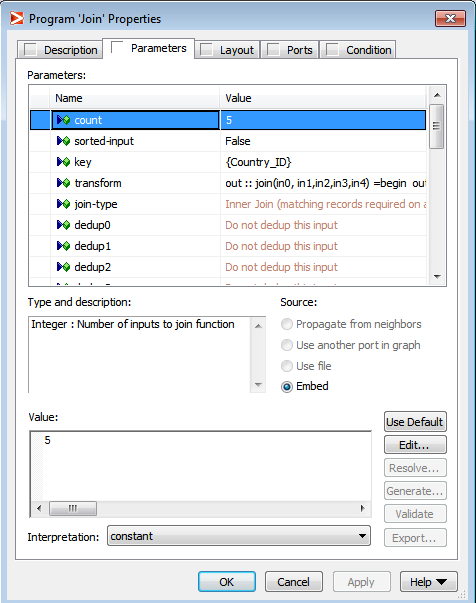 Program 'Join' Properties
Description Parameters Layout Ports Condition
Parameters:
Name Value
count 5
sorted-input False
key {Country_ID}
transform out :: join(in0, in1,in2,in3,in4) =begin out
join-type Inner Join (matching records required on a
dedup0 Do not dedup this input
dedup1 Do not dedup this input
dedup2 Do not dedup this input
Type and description: Source:
Integer : Number of inputs to join function
Propagate from neighbors
Use another port in graph
Use file
Embed
Value:
5
Use Default
Edit...
Resolve...
Generate...
Validate
Export...
Interpretation: constant
OK Cancel Apply Help